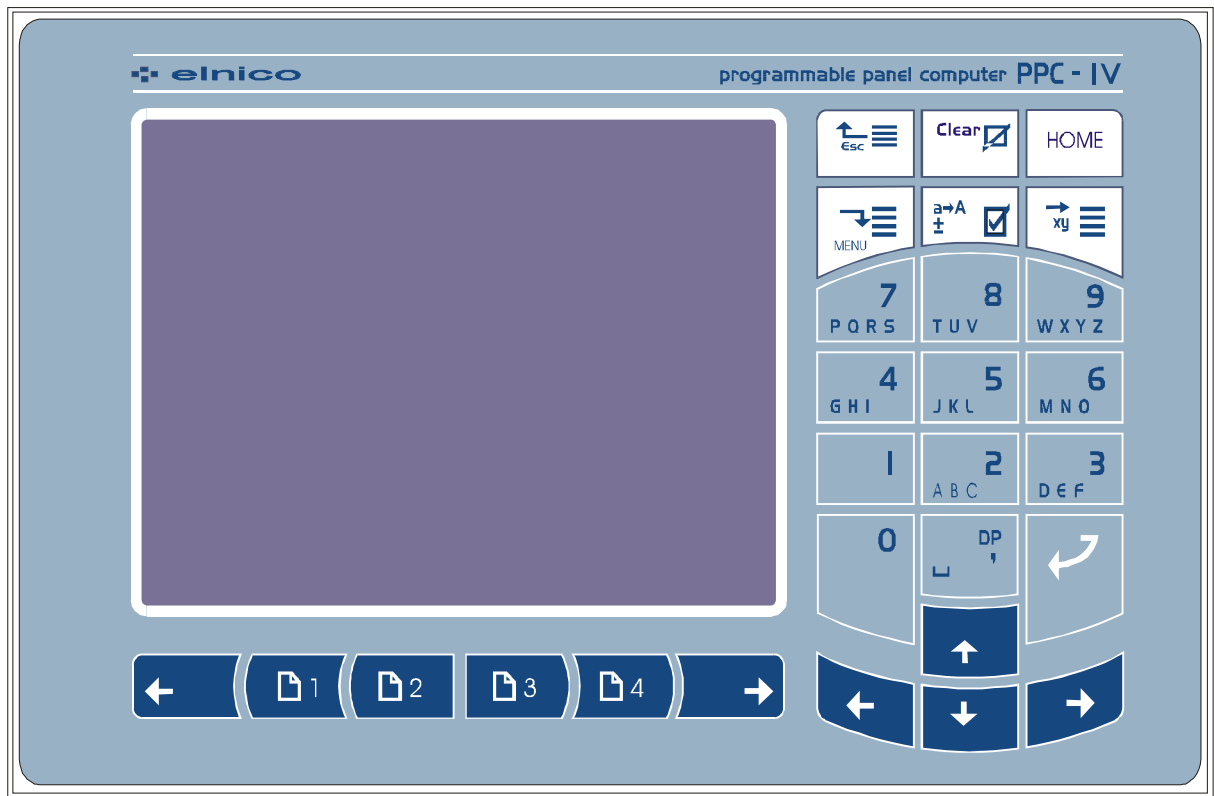 elnico
programmable panel computer PPC - IV
Esc
Clear
HOME
MENU
a→A
±
xy
7
PQRS
8
TUV
9
WXYZ
4
GHI
5
JKL
6
MNO
1
2
ABC
3
DEF
0
DP
,
1
2
3
4